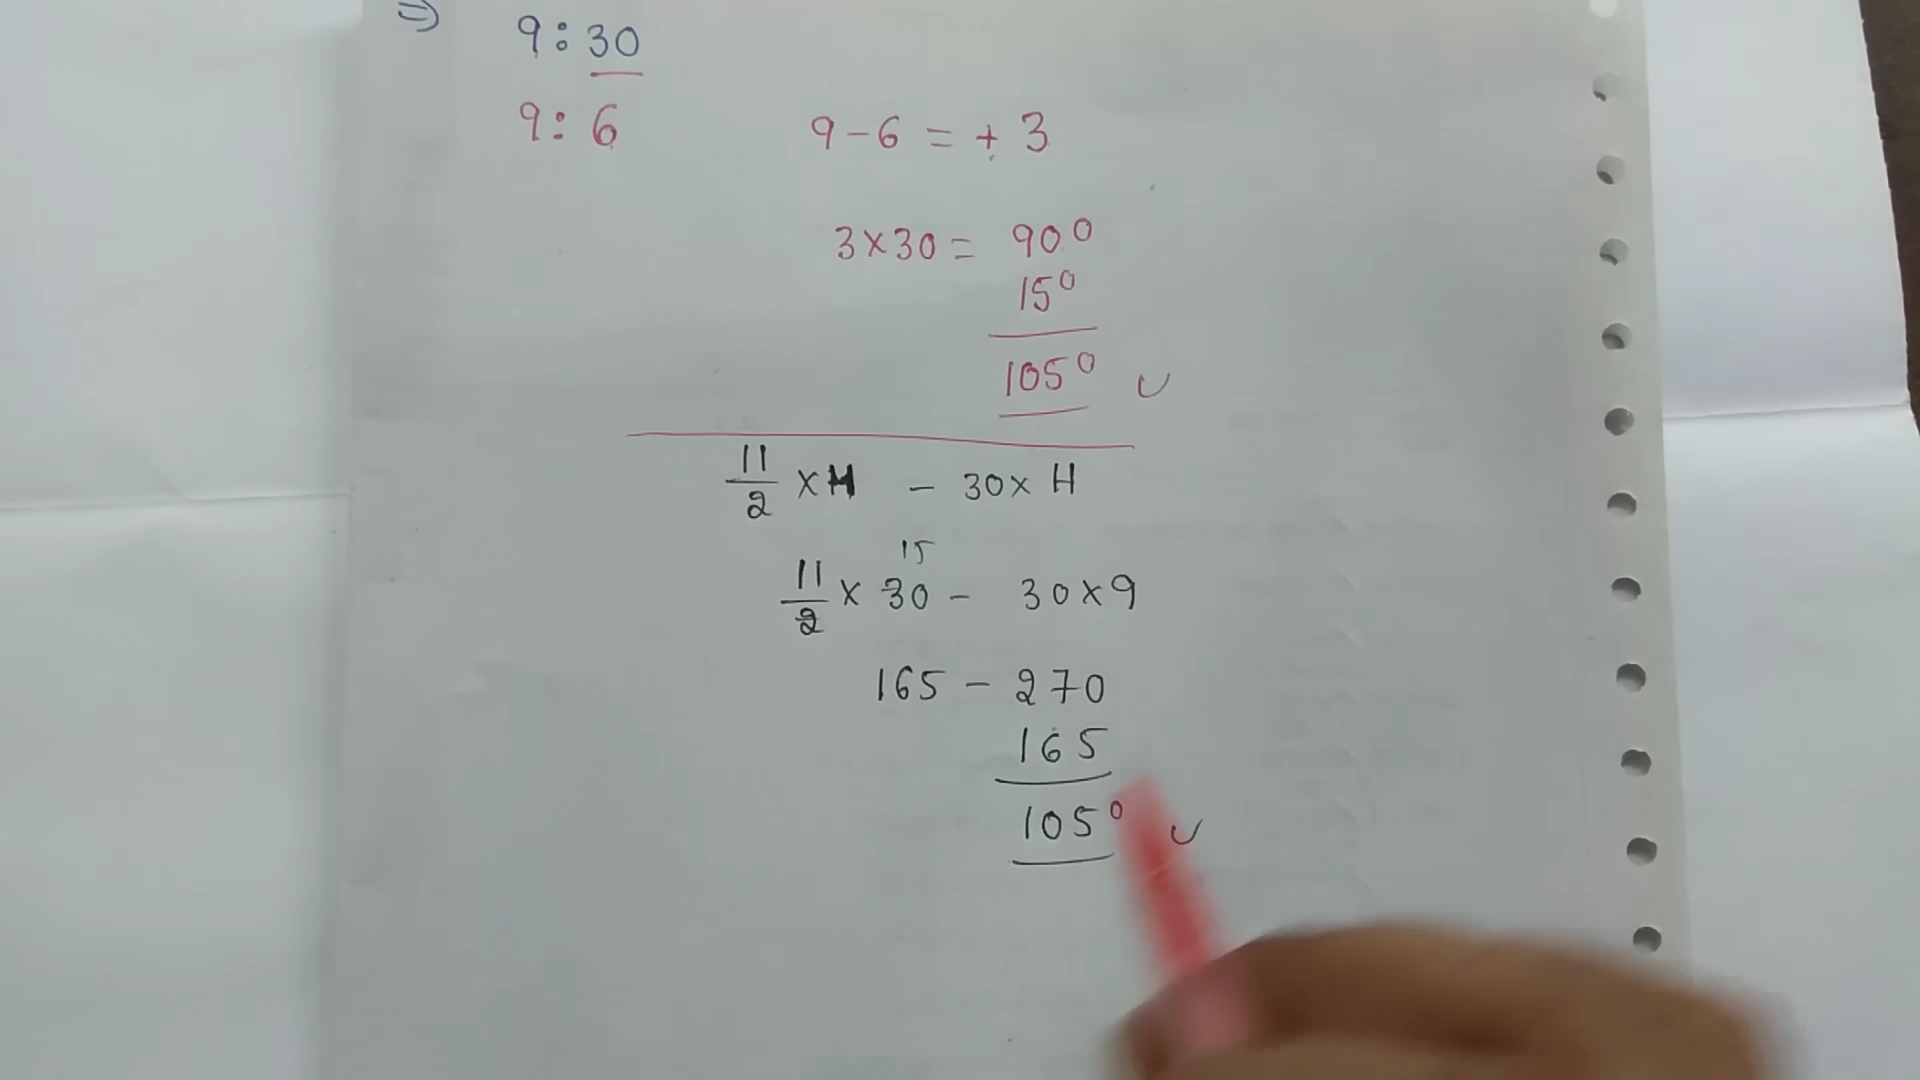 ⇒ 9:30
9:6 9-6 = +3
3×30 = 90°
15°
105°
11/2 ×M - 30×H
15
11/2 × 30 - 30×9
165 - 270
165
105°